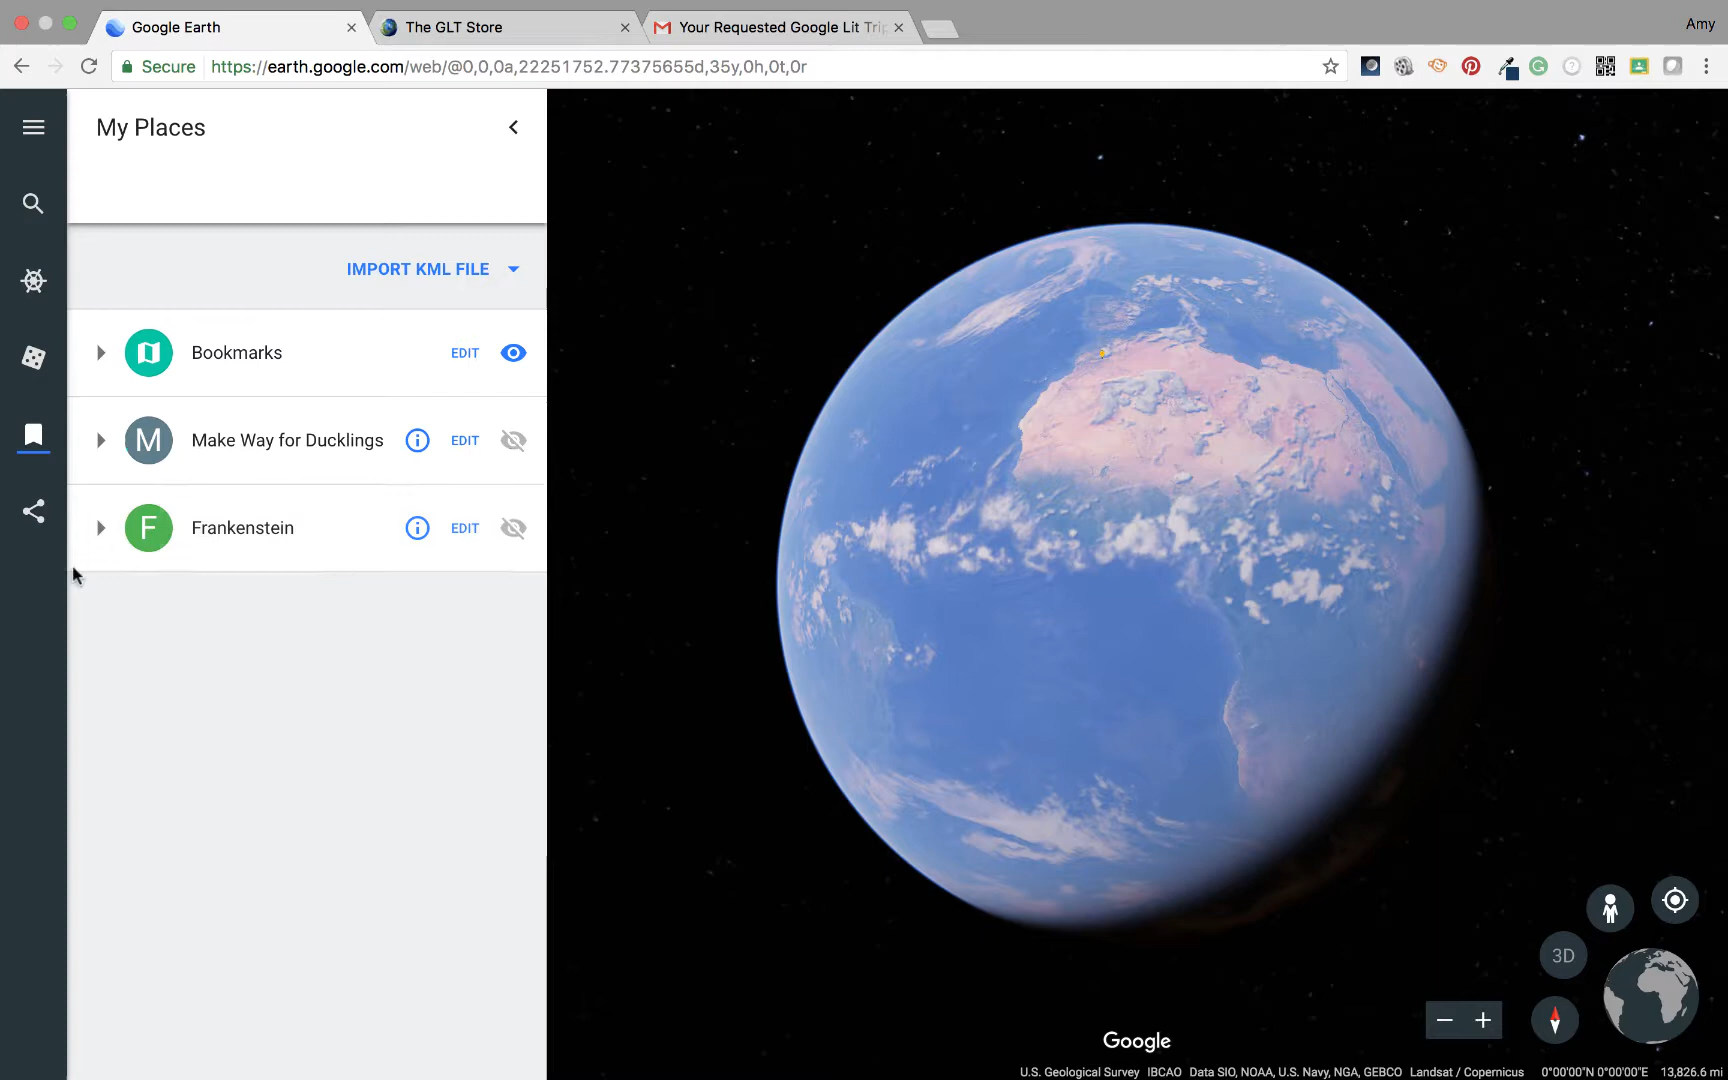 Google Earth
The GLT Store
Your Requested Google Lit Trip
Amy
Secure
https://earth.google.com/web/@0,0,0a,22251752.77375655d,35y,0h,0t,0r
My Places
IMPORT KML FILE
Bookmarks
EDIT
M
Make Way for Ducklings
EDIT
F
Frankenstein
EDIT
3D
Google
U.S. Geological Survey IBCAO Data SIO, NOAA, U.S. Navy, NGA, GEBCO Landsat / Copernicus 0°00'00"N 0°00'00"E 13,826.6 mi